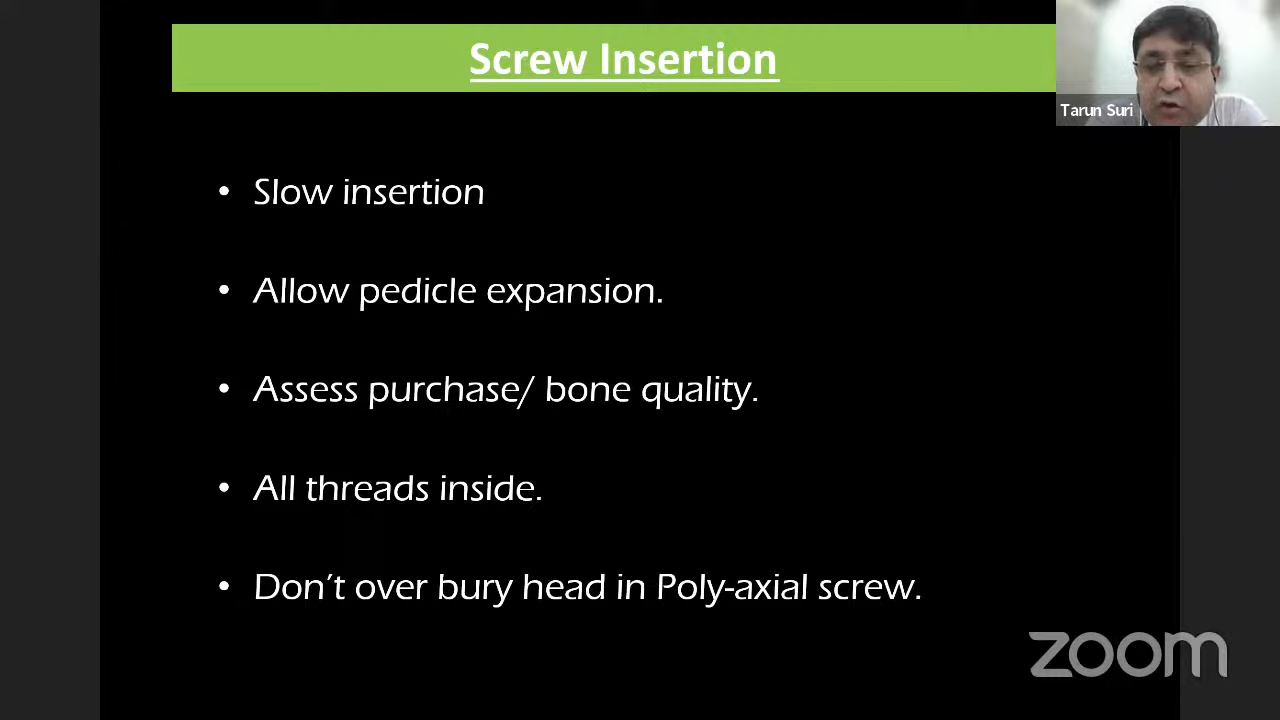 Screw Insertion
Tarun Suri
• Slow insertion
• Allow pedicle expansion.
• Assess purchase/ bone quality.
• All threads inside.
• Don’t over bury head in Poly-axial screw.
zoom